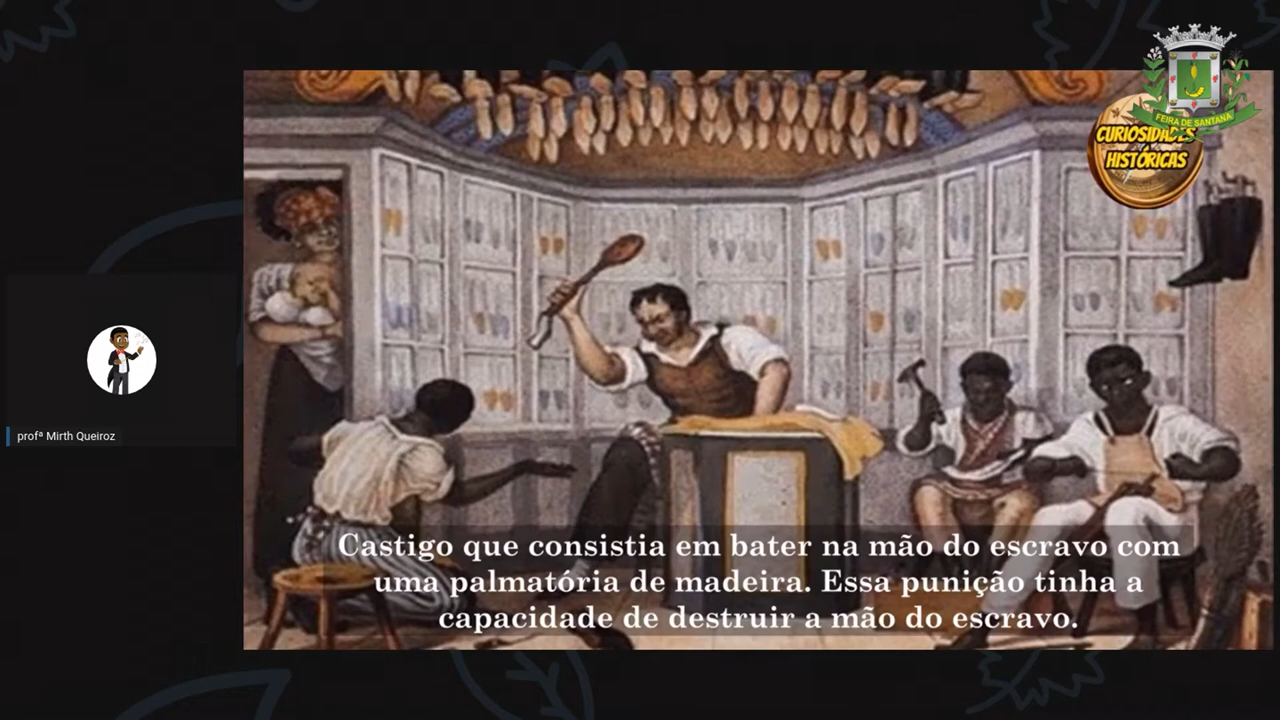 FEIRA DE SANTANA
CURIOSIDADES
HISTÓRICAS
profª Mirth Queiroz
Castigo que consistia em bater na mão do escravo com
uma palmatória de madeira. Essa punição tinha a
capacidade de destruir a mão do escravo.